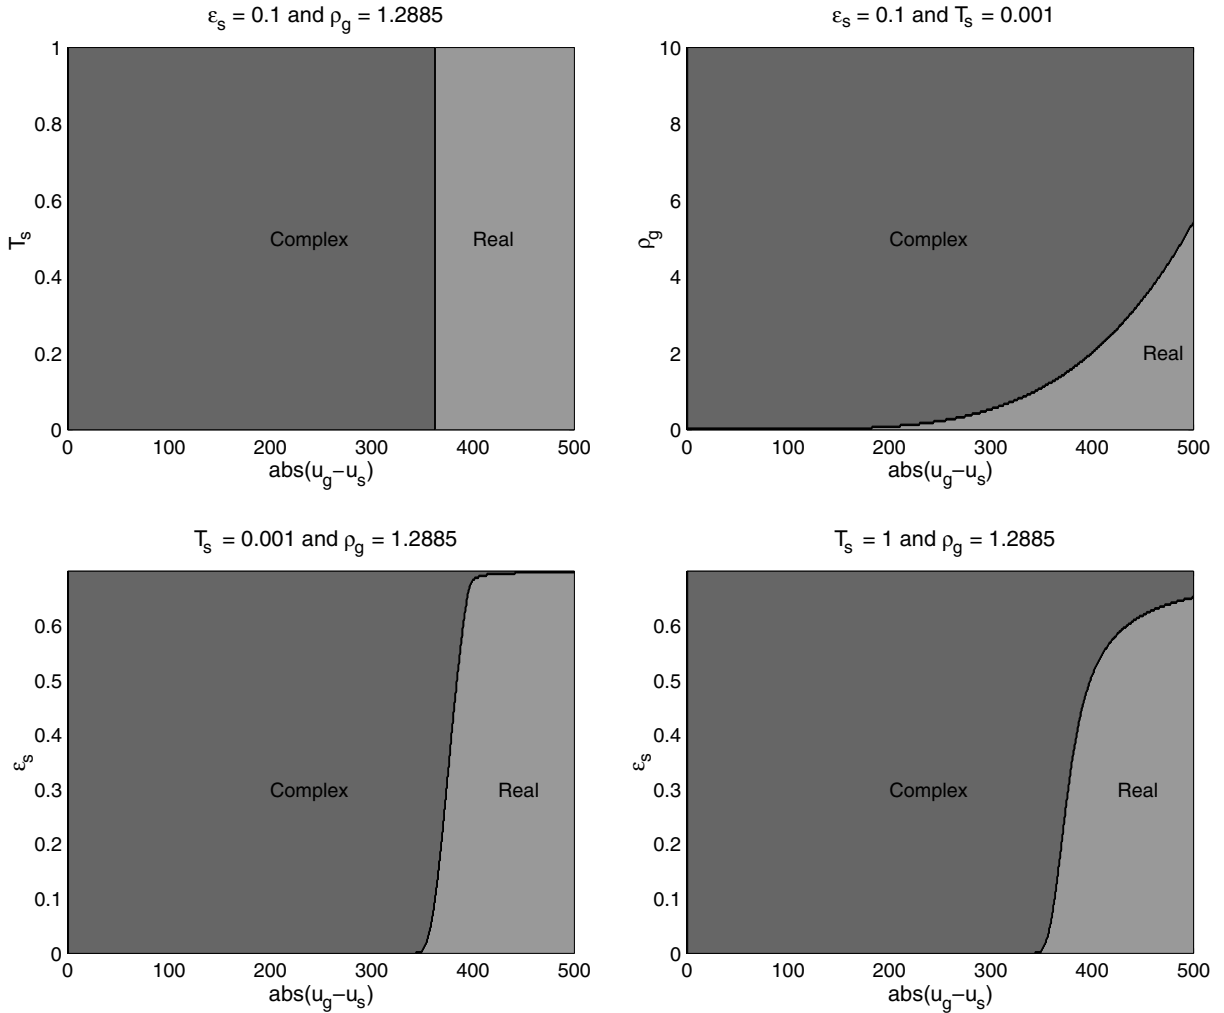 ε_s = 0.1 and ρ_g = 1.2885
1
0.8
0.6
0.4
0.2
0
T_s
Complex
Real
0 100 200 300 400 500
abs(u_g−u_s)
ε_s = 0.1 and T_s = 0.001
10
8
6
4
2
0
ρ_g
Complex
Real
0 100 200 300 400 500
abs(u_g−u_s)
T_s = 0.001 and ρ_g = 1.2885
0.6
0.5
0.4
0.3
0.2
0.1
0
ε_s
Complex
Real
0 100 200 300 400 500
abs(u_g−u_s)
T_s = 1 and ρ_g = 1.2885
0.6
0.5
0.4
0.3
0.2
0.1
0
ε_s
Complex
Real
0 100 200 300 400 500
abs(u_g−u_s)